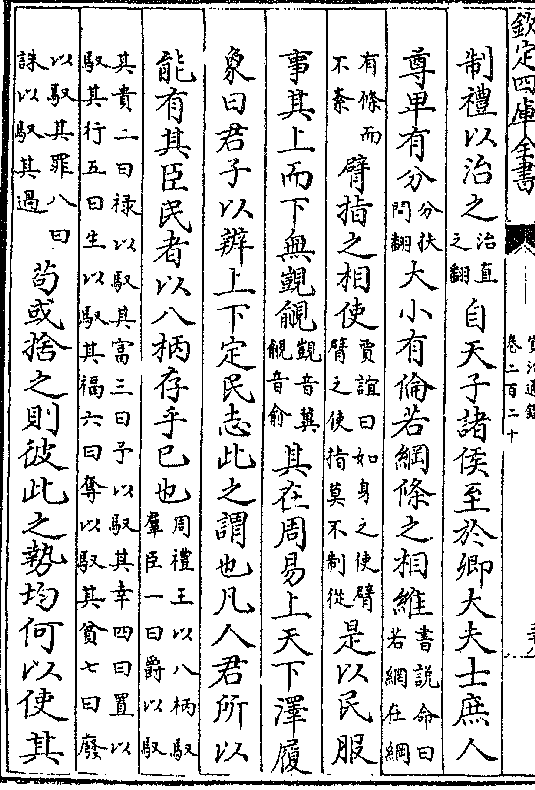 欽定四庫全書
資治通鑑
卷二百二十
制禮以治之治直之翻自天子諸侯至於卿大夫士庶人
尊卑有分分扶問翻大小有倫若綱條之相維書說命曰若網在綱
有條而不紊臂指之相使賈誼曰如身之使臂臂之使指莫不制從是以民服
事其上而下無覬覦覬音冀覦音俞其在周易上天下澤履
象曰君子以辨上下定民志此之謂也凡人君所以
能有其臣民者以八柄存乎已也周禮王以八柄馭羣臣一曰爵以馭
其貴二曰祿以馭其富三曰予以馭其幸四曰置以馭其行五曰生以馭其福六曰奪以馭其貧七曰廢
以馭其罪八曰誅以馭其過苟或捨之則彼此之勢均何以使其